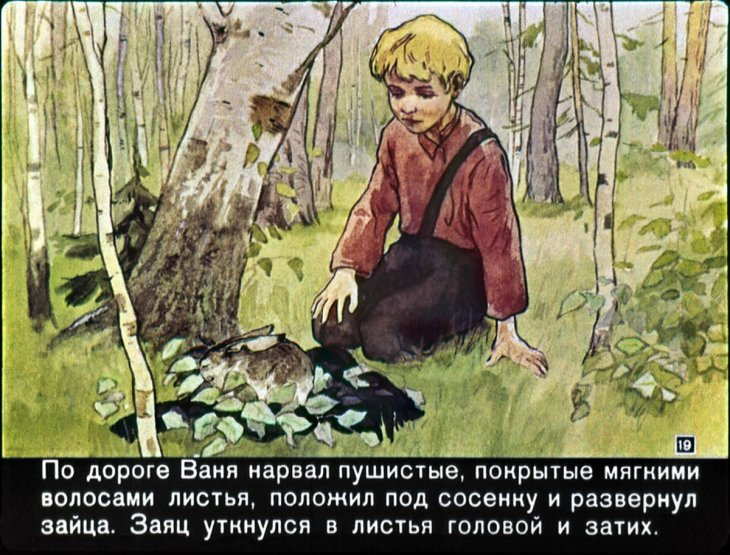 19
По дороге Ваня нарвал пушистые, покрытые мягкими
волосами листья, положил под сосенку и развернул
зайца. Заяц уткнулся в листья головой и затих.